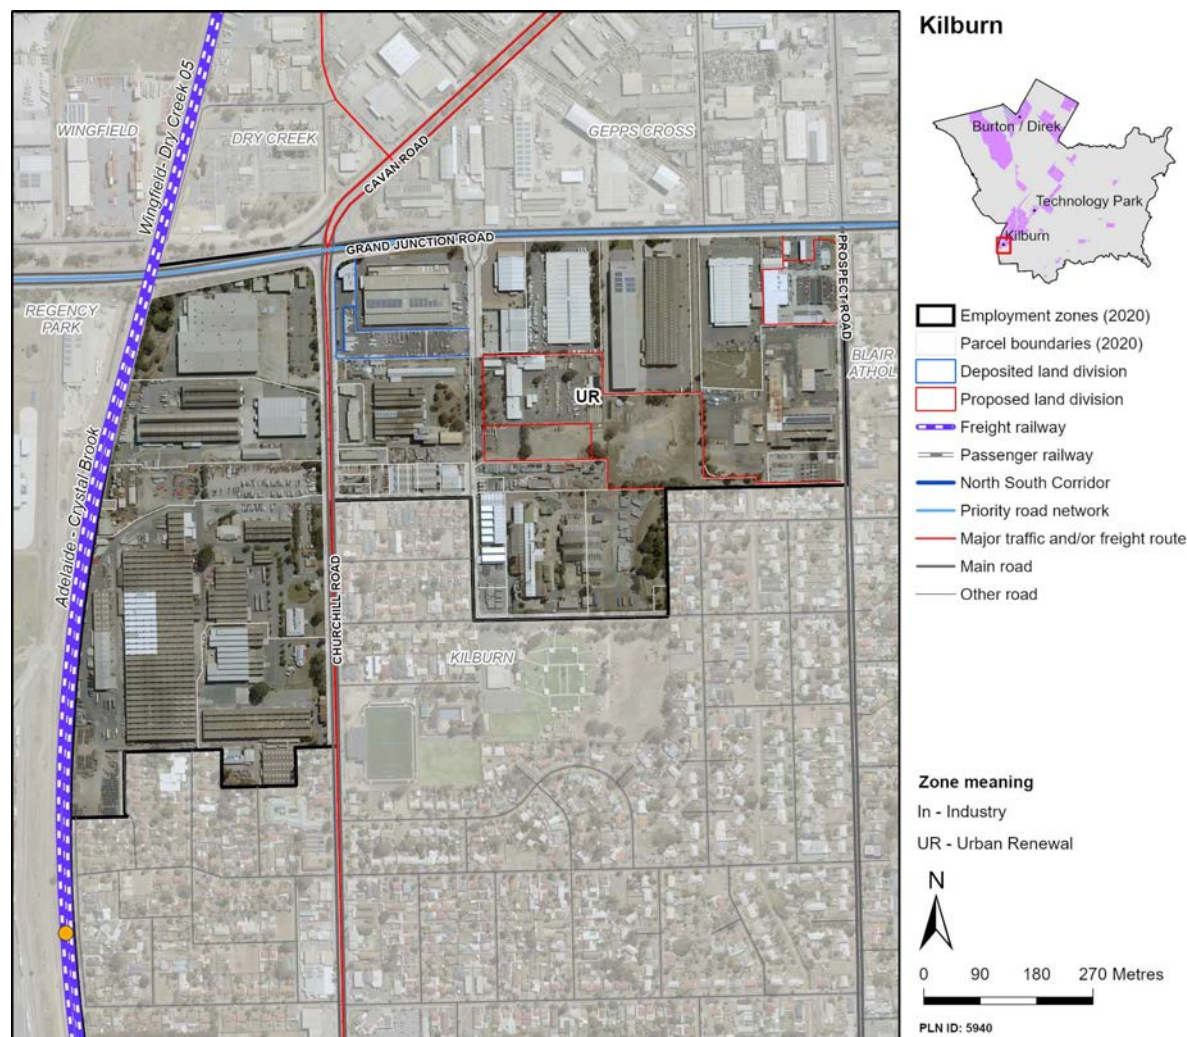 Kilburn
Burton / Direk
Technology Park
Kilburn
Wingfield- Dry Creek 05
WINGFIELD
DRY CREEK
GEPPS CROSS
CAVAN ROAD
GRAND JUNCTION ROAD
PROSPECT ROAD
REGENCY
PARK
BLAIR
ATHOL
UR
Adelaide - Crystal Brook
CHURCHILL ROAD
KILBURN
Employment zones (2020)
Parcel boundaries (2020)
Deposited land division
Proposed land division
Freight railway
Passenger railway
North South Corridor
Priority road network
Major traffic and/or freight route
Main road
Other road
Zone meaning
In - Industry
UR - Urban Renewal
N
0 90 180 270 Metres
PLN ID: 5940